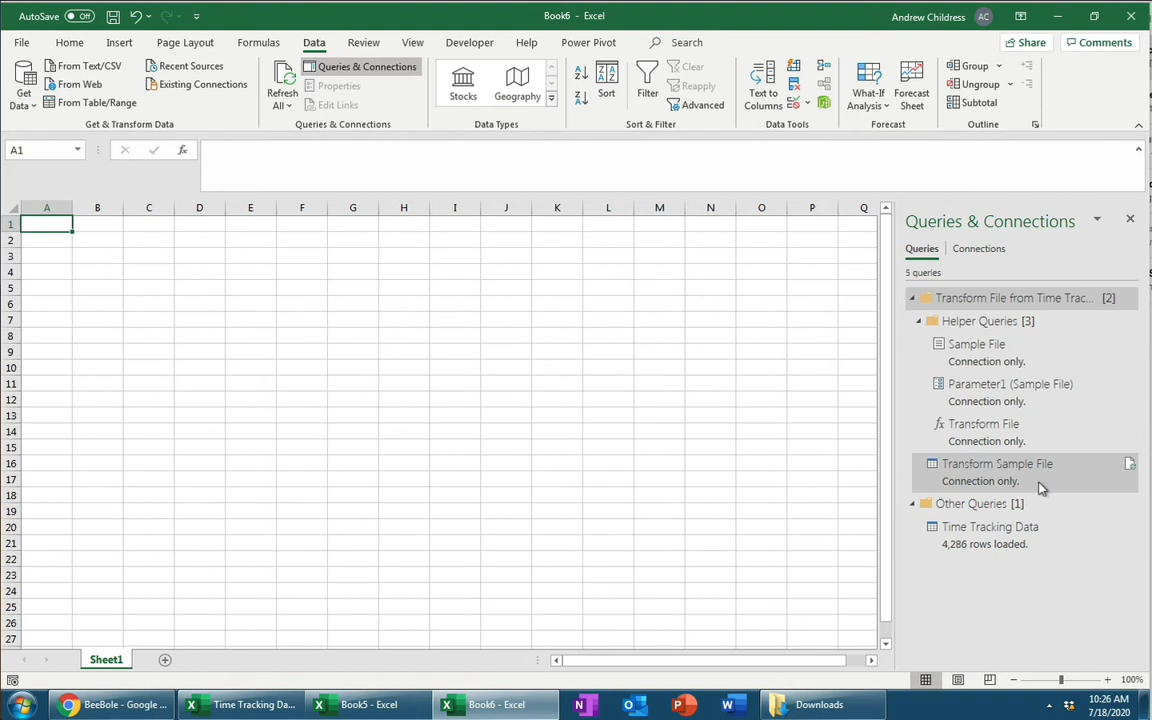 AutoSave Off
Book6 - Excel
Andrew Childress AC
File Home Insert Page Layout Formulas Data Review View Developer Help Power Pivot Search Share Comments
Get Data
From Text/CSV
From Web
From Table/Range
Recent Sources
Existing Connections
Get & Transform Data
Refresh All
Queries & Connections
Properties
Edit Links
Queries & Connections
Stocks
Geography
Data Types
Sort
Filter
Clear
Reapply
Advanced
Sort & Filter
Text to Columns
Data Tools
What-If Analysis
Forecast Sheet
Forecast
Group
Ungroup
Subtotal
Outline
A1
fx
A B C D E F G H I J K L M N O P Q
1
2
3
4
5
6
7
8
9
10
11
12
13
14
15
16
17
18
19
20
21
22
23
24
25
26
27
Queries & Connections
Queries Connections
5 queries
Transform File from Time Trac... [2]
Helper Queries [3]
Sample File
Connection only.
Parameter1 (Sample File)
Connection only.
fx Transform File
Connection only.
Transform Sample File
Connection only.
Other Queries [1]
Time Tracking Data
4,286 rows loaded.
Sheet1
100%
BeeBole - Google ...
Time Tracking Da...
Book5 - Excel
Book6 - Excel
Downloads
10:26 AM
7/18/2020